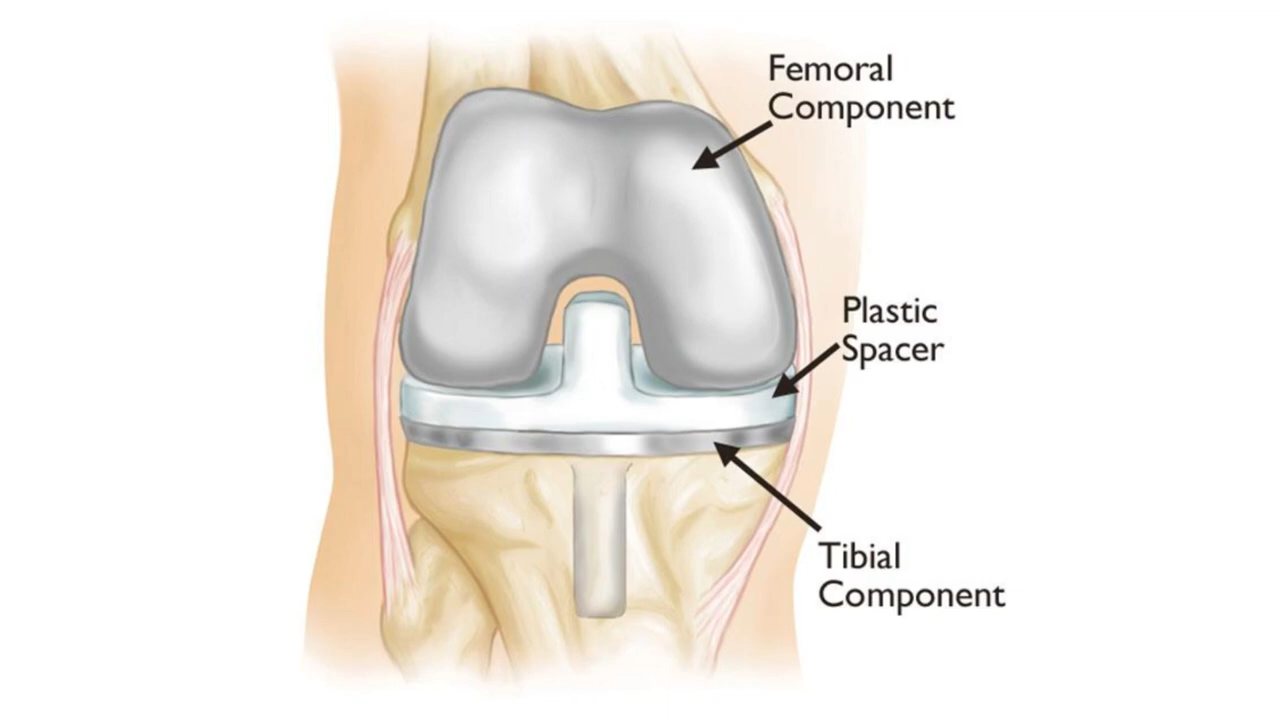 Femoral
Component
Plastic
Spacer
Tibial
Component